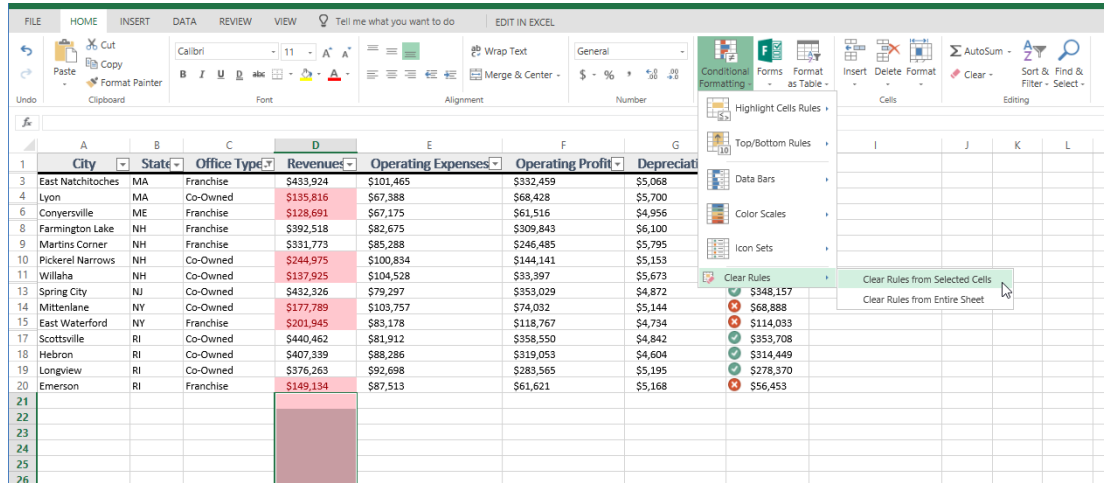 FILE HOME INSERT DATA REVIEW VIEW Tell me what you want to do EDIT IN EXCEL
Cut
Copy
Format Painter
Paste
Calibri 11
B I U D abc A
Wrap Text
Merge & Center
General
$ % ,
Conditional Formatting
Forms
Format as Table
Insert Delete Format
AutoSum
Clear
Sort & Filter
Find & Select
Undo Clipboard Font Alignment Number Cells Editing
Highlight Cells Rules
Top/Bottom Rules
Data Bars
Color Scales
Icon Sets
Clear Rules
Clear Rules from Selected Cells
Clear Rules from Entire Sheet
fx
A B C D E F G I J K L
1 City State Office Type Revenues Operating Expenses Operating Profit Depreciati
3 East Natchitoches MA Franchise $433,924 $101,465 $332,459 $5,068
4 Lyon MA Co-Owned $135,816 $67,388 $68,428 $5,700
6 Conyersville ME Franchise $128,691 $67,175 $61,516 $4,956
8 Farmington Lake NH Franchise $392,518 $82,675 $309,843 $6,100
9 Martins Corner NH Franchise $331,773 $85,288 $246,485 $5,795
10 Pickerel Narrows NH Co-Owned $244,975 $100,834 $144,141 $5,153
11 Willaha NH Co-Owned $137,925 $104,528 $33,397 $5,673
13 Spring City NJ Co-Owned $432,326 $79,297 $353,029 $4,872 $348,157
14 Mittenlane NY Co-Owned $177,789 $103,757 $74,032 $5,144 $68,888
15 East Waterford NY Franchise $201,945 $83,178 $118,767 $4,734 $114,033
17 Scottsville RI Co-Owned $440,462 $81,912 $358,550 $4,842 $353,708
18 Hebron RI Co-Owned $407,339 $88,286 $319,053 $4,604 $314,449
19 Longview RI Co-Owned $376,263 $92,698 $283,565 $5,195 $278,370
20 Emerson RI Franchise $149,134 $87,513 $61,621 $5,168 $56,453
21
22
23
24
25
26